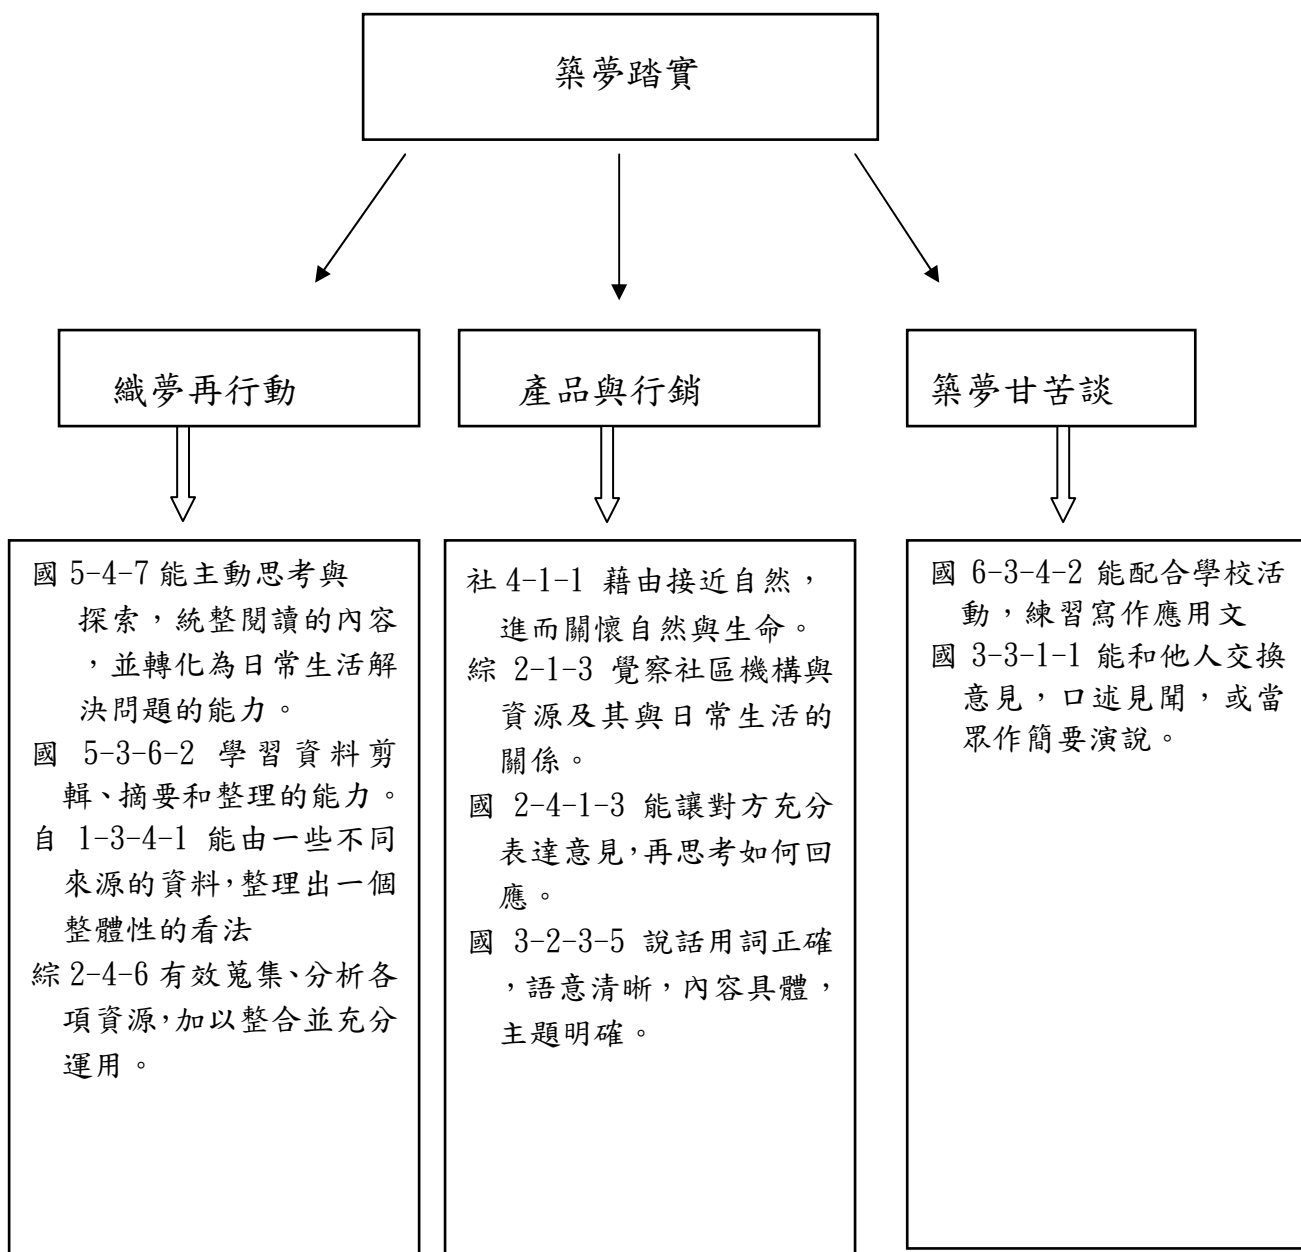 築夢踏實
織夢再行動
產品與行銷
築夢甘苦談
國 5-4-7 能主動思考與
探索，統整閱讀的內容
，並轉化為日常生活解
決問題的能力。
國 5-3-6-2 學習資料剪
輯、摘要和整理的能力。
自 1-3-4-1 能由一些不同
來源的資料，整理出一個
整體性的看法
綜 2-4-6 有效蒐集、分析各
項資源，加以整合並充分
運用。
社 4-1-1 藉由接近自然，
進而關懷自然與生命。
綜 2-1-3 覺察社區機構與
資源及其與日常生活的
關係。
國 2-4-1-3 能讓對方充分
表達意見，再思考如何回
應。
國 3-2-3-5 說話用詞正確
，語意清晰，內容具體，
主題明確。
國 6-3-4-2 能配合學校活
動，練習寫作應用文
國 3-3-1-1 能和他人交換
意見，口述見聞，或當
眾作簡要演說。